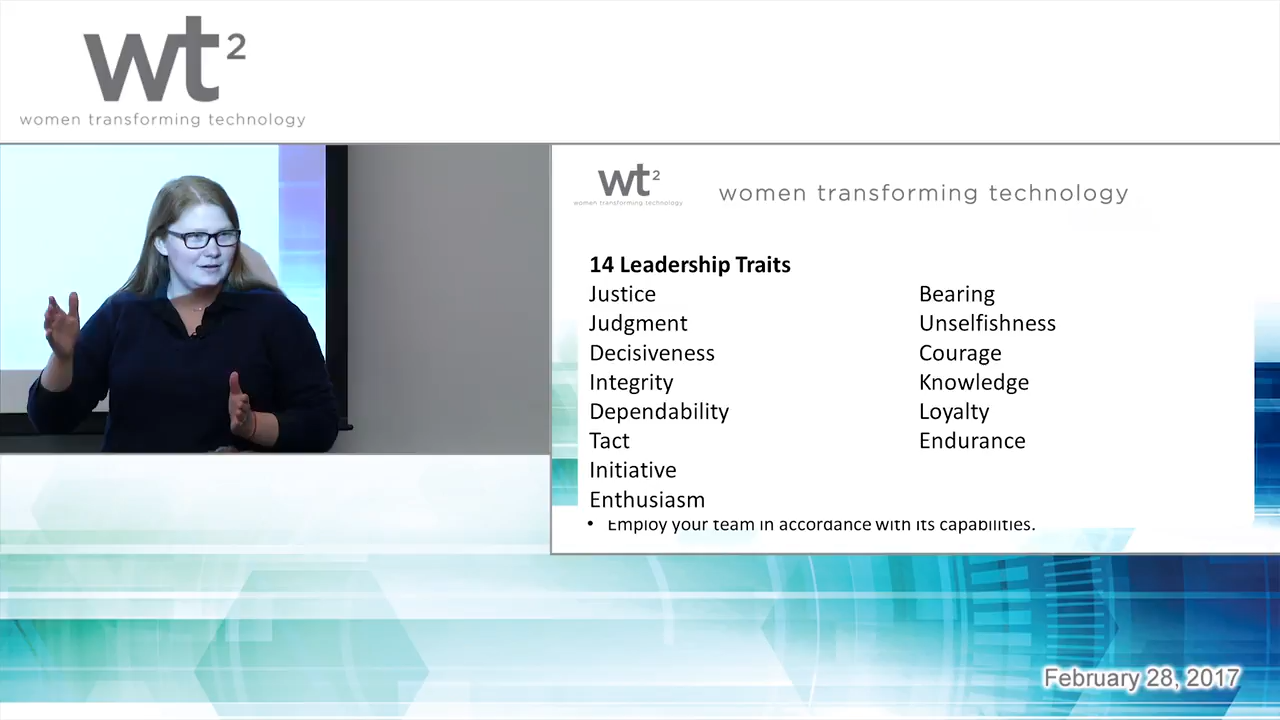 wt2
women transforming technology
wt2
women transforming technology
women transforming technology
14 Leadership Traits
Justice
Judgment
Decisiveness
Integrity
Dependability
Tact
Initiative
Enthusiasm
Bearing
Unselfishness
Courage
Knowledge
Loyalty
Endurance
• Employ your team in accordance with its capabilities.
February 28, 2017